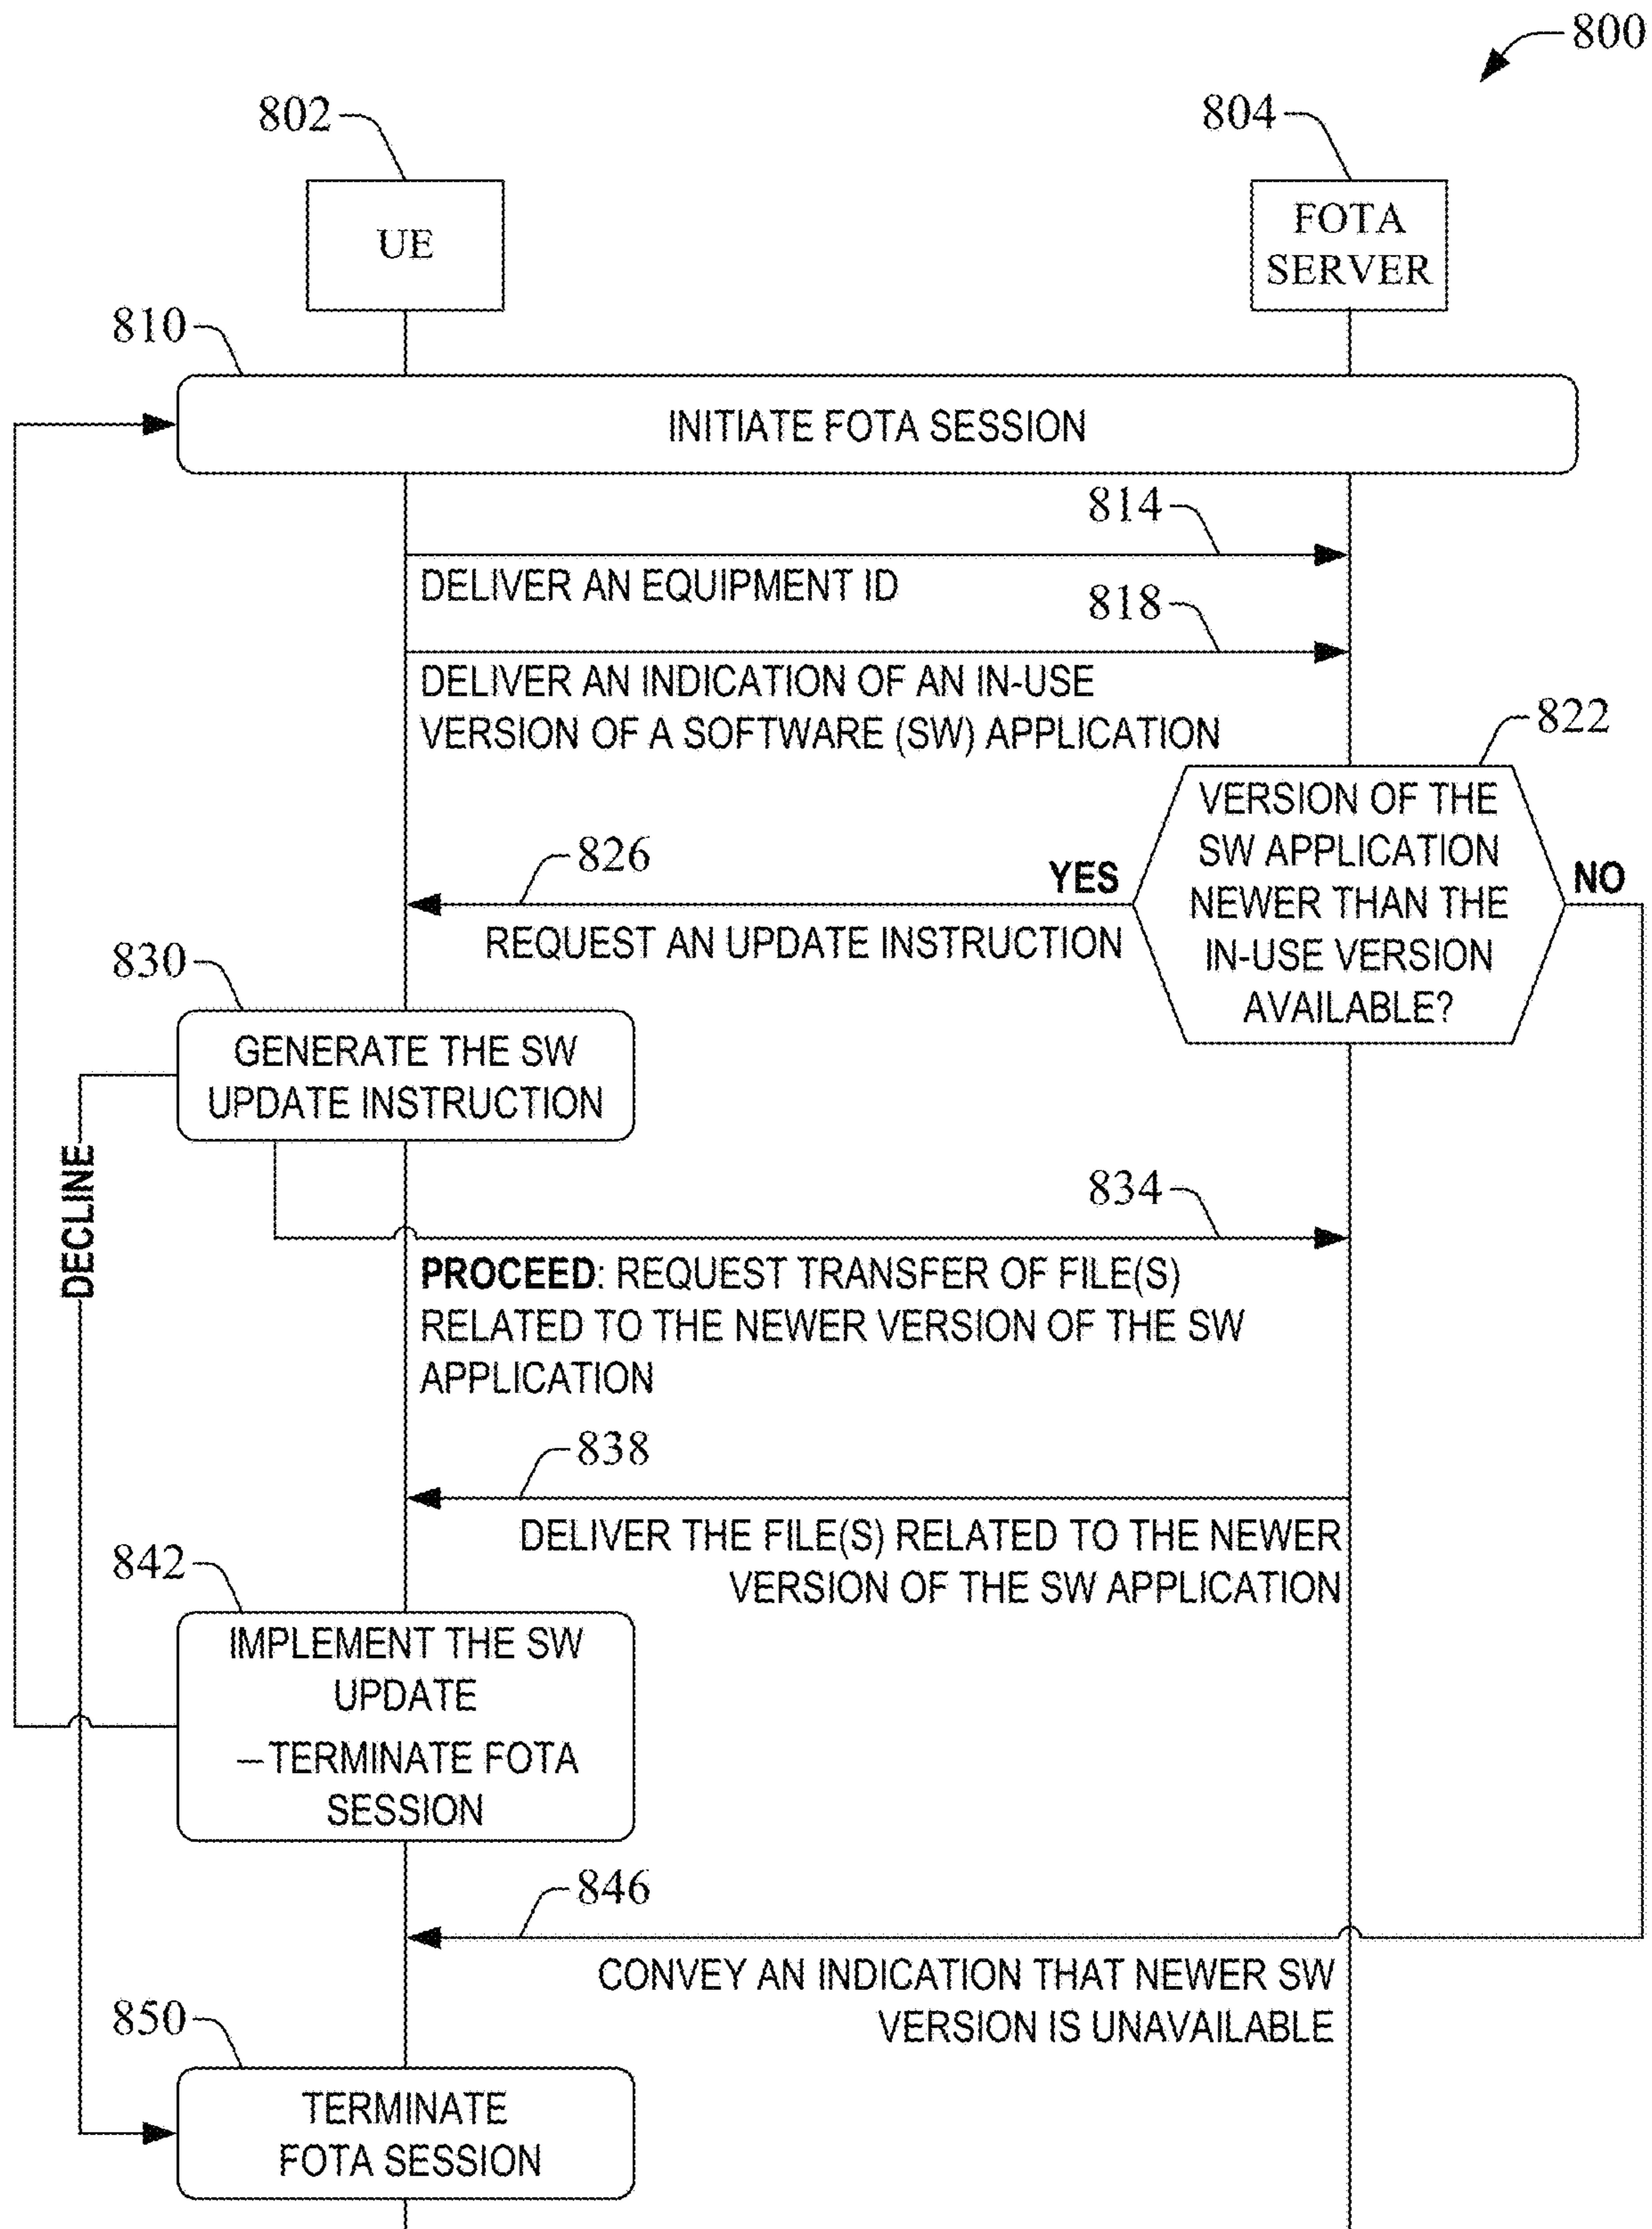 800
802
804
UE
FOTA
SERVER
810
INITIATE FOTA SESSION
814
DELIVER AN EQUIPMENT ID
818
DELIVER AN INDICATION OF AN IN-USE
VERSION OF A SOFTWARE (SW) APPLICATION
822
VERSION OF THE
SW APPLICATION
NEWER THAN THE
IN-USE VERSION
AVAILABLE?
YES
NO
826
REQUEST AN UPDATE INSTRUCTION
830
GENERATE THE SW
UPDATE INSTRUCTION
DECLINE
834
PROCEED: REQUEST TRANSFER OF FILE(S)
RELATED TO THE NEWER VERSION OF THE SW
APPLICATION
838
DELIVER THE FILE(S) RELATED TO THE NEWER
VERSION OF THE SW APPLICATION
842
IMPLEMENT THE SW
UPDATE
–TERMINATE FOTA
SESSION
846
CONVEY AN INDICATION THAT NEWER SW
VERSION IS UNAVAILABLE
850
TERMINATE
FOTA SESSION